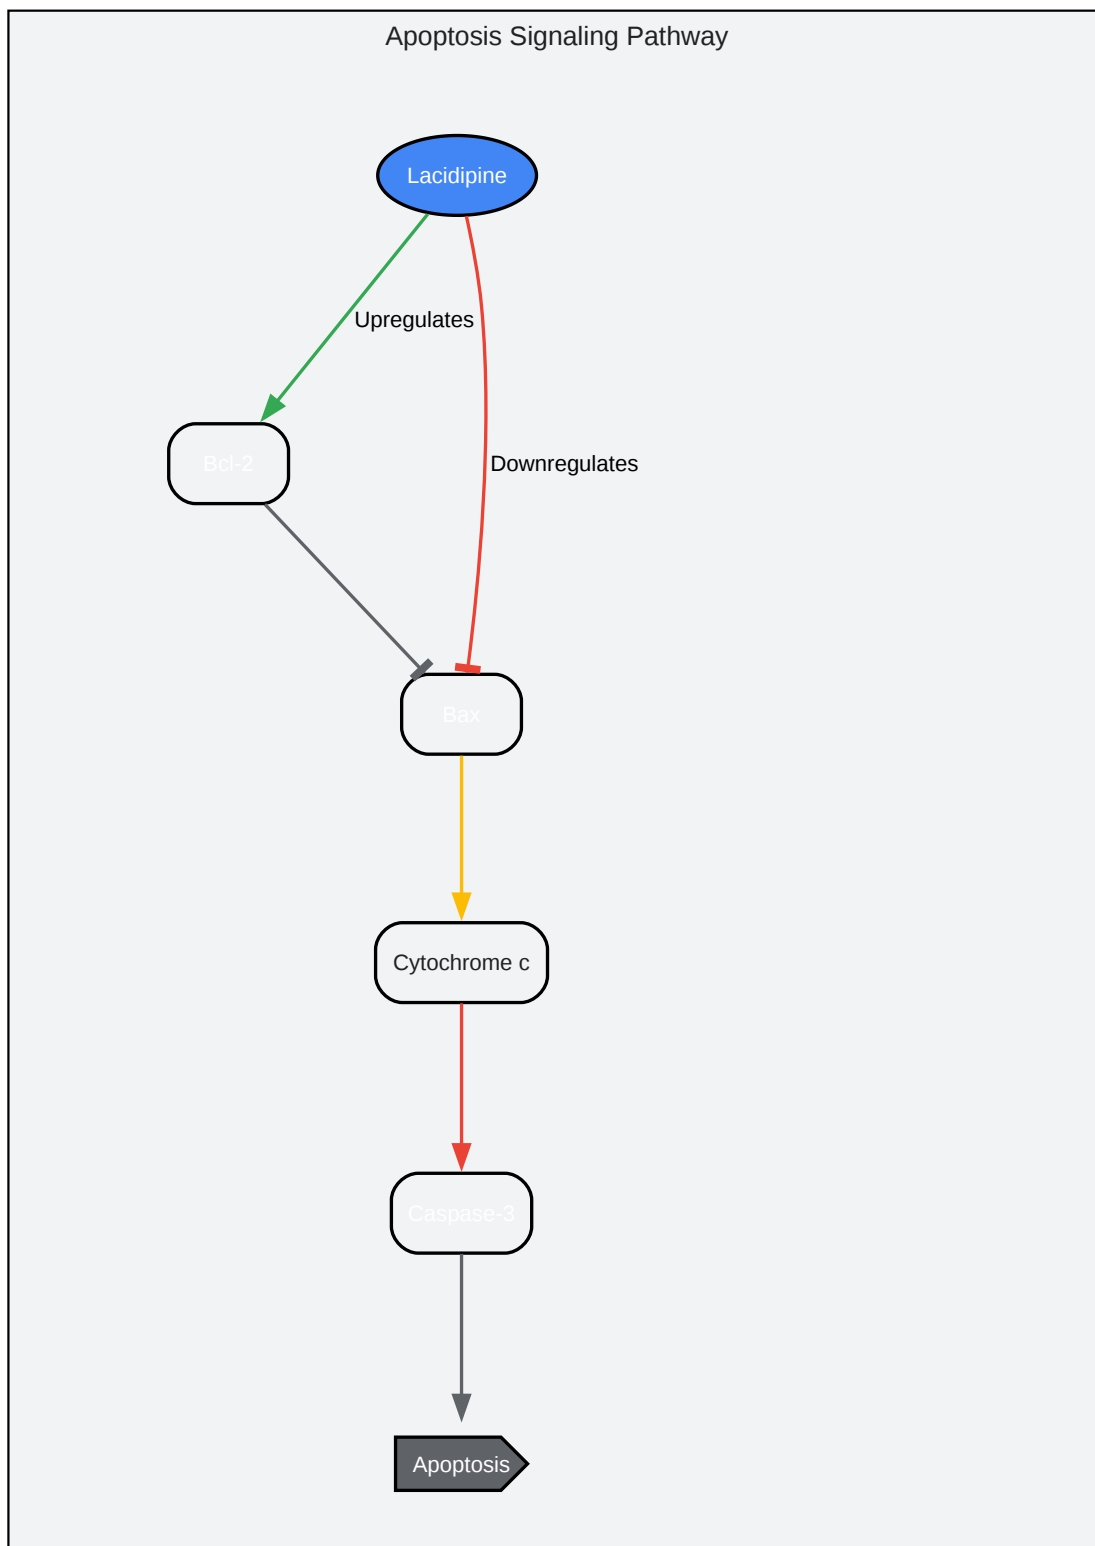 Apoptosis Signaling Pathway
Lacidipine
Upregulates
Bcl-2
Downregulates
Bax
Cytochrome c
Caspase-3
Apoptosis